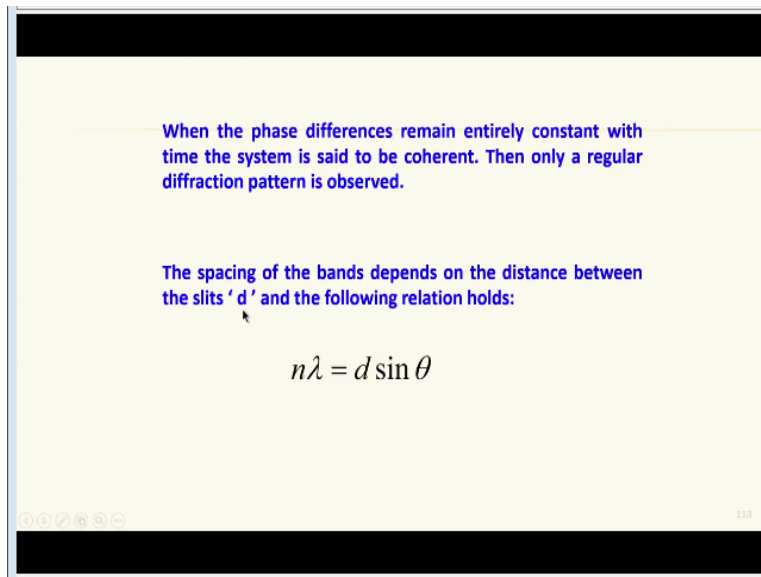 When the phase differences remain entirely constant with
time the system is said to be coherent. Then only a regular
diffraction pattern is observed.
The spacing of the bands depends on the distance between
the slits ‘ d ’ and the following relation holds:
nλ = d sin θ
113